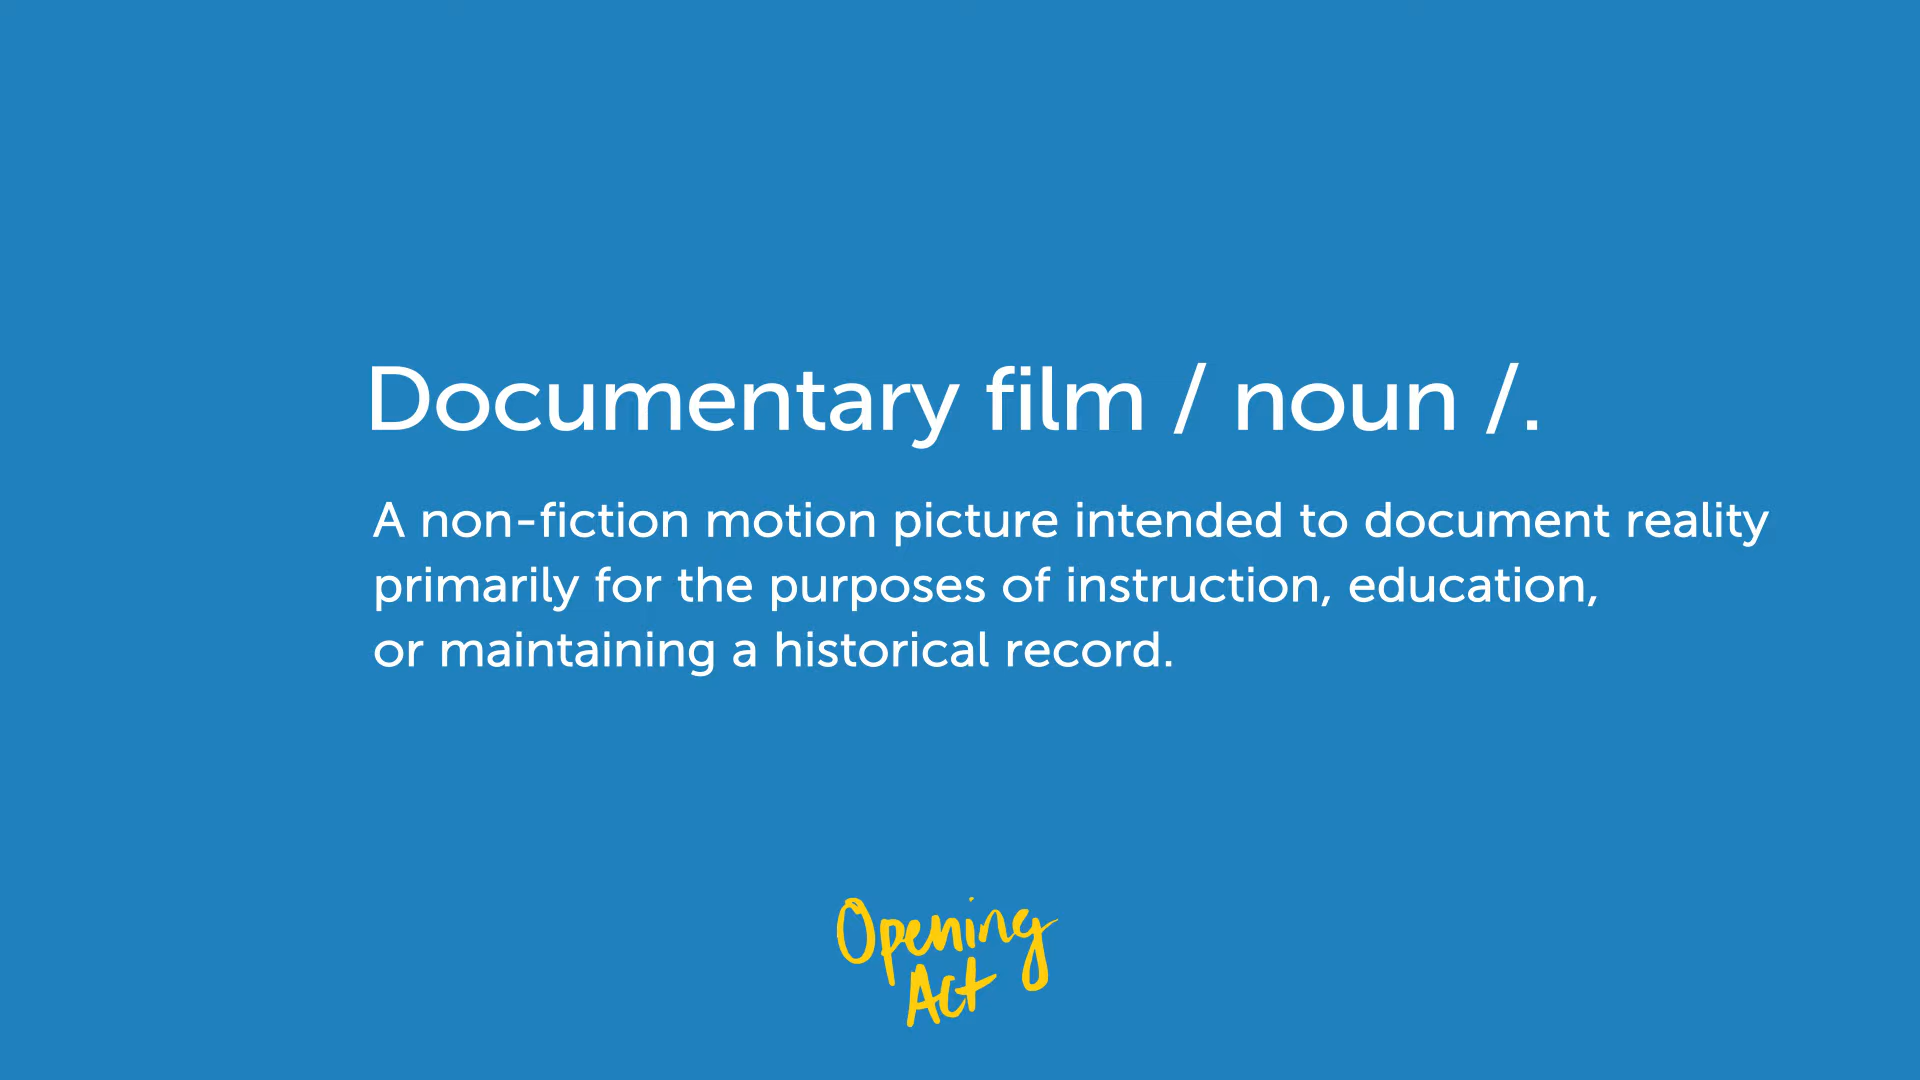 Documentary film / noun /.
A non-fiction motion picture intended to document reality
primarily for the purposes of instruction, education,
or maintaining a historical record.
Opening
Act